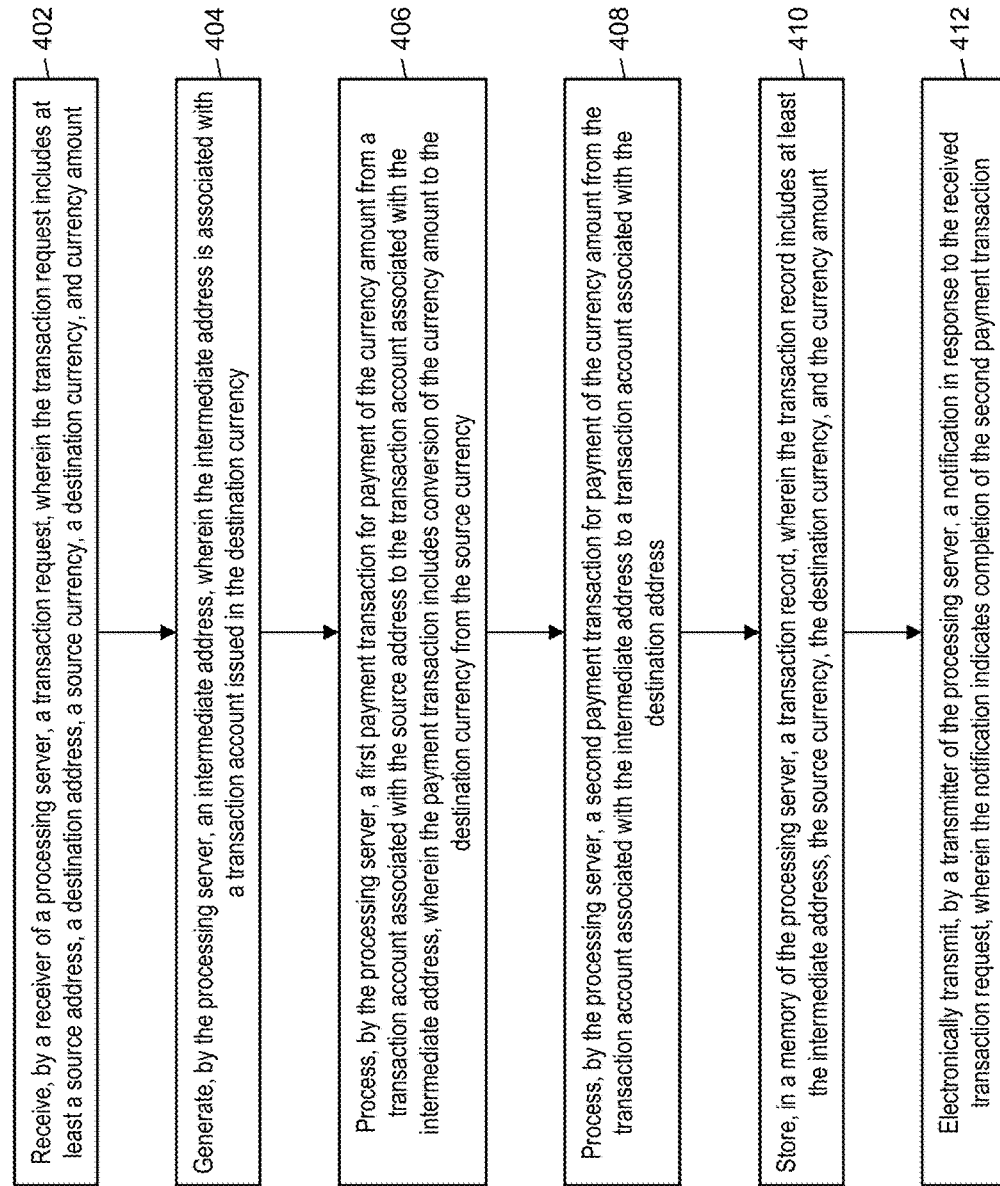 Receive, by a receiver of a processing server, a transaction request, wherein the transaction request includes at
least a source address, a destination address, a source currency, a destination currency, and currency amount
402
Generate, by the processing server, an intermediate address, wherein the intermediate address is associated with
a transaction account issued in the destination currency
404
Process, by the processing server, a first payment transaction for payment of the currency amount from a
transaction account associated with the source address to the transaction account associated with the
intermediate address, wherein the payment transaction includes conversion of the currency amount to the
destination currency from the source currency
406
Process, by the processing server, a second payment transaction for payment of the currency amount from the
transaction account associated with the intermediate address to a transaction account associated with the
destination address
408
Store, in a memory of the processing server, a transaction record, wherein the transaction record includes at least
the intermediate address, the source currency, the destination currency, and the currency amount
410
Electronically transmit, by a transmitter of the processing server, a notification in response to the received
transaction request, wherein the notification indicates completion of the second payment transaction
412